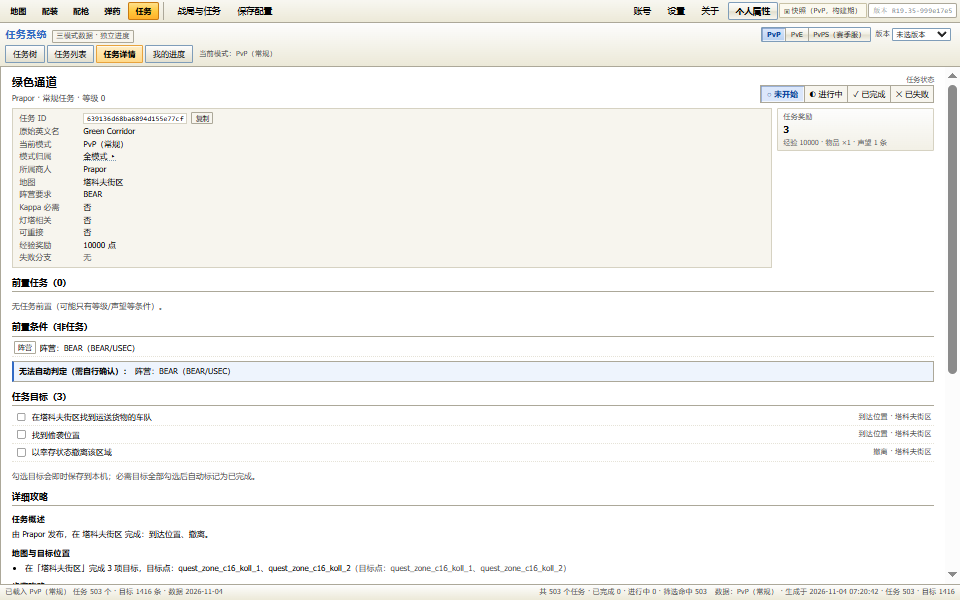 地图 配装 配枪 弹药 任务 战局与任务 保存配置 账号 设置 关于 个人属性 快照（PvP，构建期） 版本 R19.35-999e17e5
任务系统 三模式数据 · 独立进度 PvP PvE PvPS（赛季服） 版本 未选版本
任务树 任务列表 任务详情 我的进度 当前模式：PvP（常规）
绿色通道
Prapor · 常规任务 · 等级 0
任务状态
○ 未开始 ◐ 进行中 ✓ 已完成 ✕ 已失败
任务 ID 639136d68ba6894d155e77cf 复制
原始英文名 Green Corridor
当前模式 PvP（常规）
模式归属 全模式
所属商人 Prapor
地图 塔科夫街区
阵营要求 BEAR
Kappa 必需 否
灯塔相关 否
可重接 否
经验奖励 10000 点
失败分支 无
任务奖励
3
经验 10000 · 物品 ×1 · 声望 1 条
前置任务（0）
无任务前置（可能只有等级/声望等条件）。
前置条件（非任务）
阵营 阵营：BEAR（BEAR/USEC）
无法自动判定（需自行确认）： 阵营：BEAR（BEAR/USEC）
任务目标（3）
在塔科夫街区找到运送货物的车队 到达位置 · 塔科夫街区
找到偷袭位置 到达位置 · 塔科夫街区
以幸存状态撤离该区域 撤离 · 塔科夫街区
勾选目标会即时保存到本机；必需目标全部勾选后自动标记为已完成。
详细攻略
任务概述
由 Prapor 发布，在 塔科夫街区 完成：到达位置、撤离。
地图与目标位置
• 在「塔科夫街区」完成 3 项目标，目标点：quest_zone_c16_koll_1、quest_zone_c16_koll_2（目标点：quest_zone_c16_koll_1、quest_zone_c16_koll_2）
已载入 PvP（常规） 任务 503 个 · 目标 1416 条 · 数据 2026-11-04 共 503 个任务 · 已完成 0 · 进行中 0 · 筛选命中 503 数据：PvP（常规） · 生成于 2026-11-04 07:20:42 · 任务 503 · 目标 1416